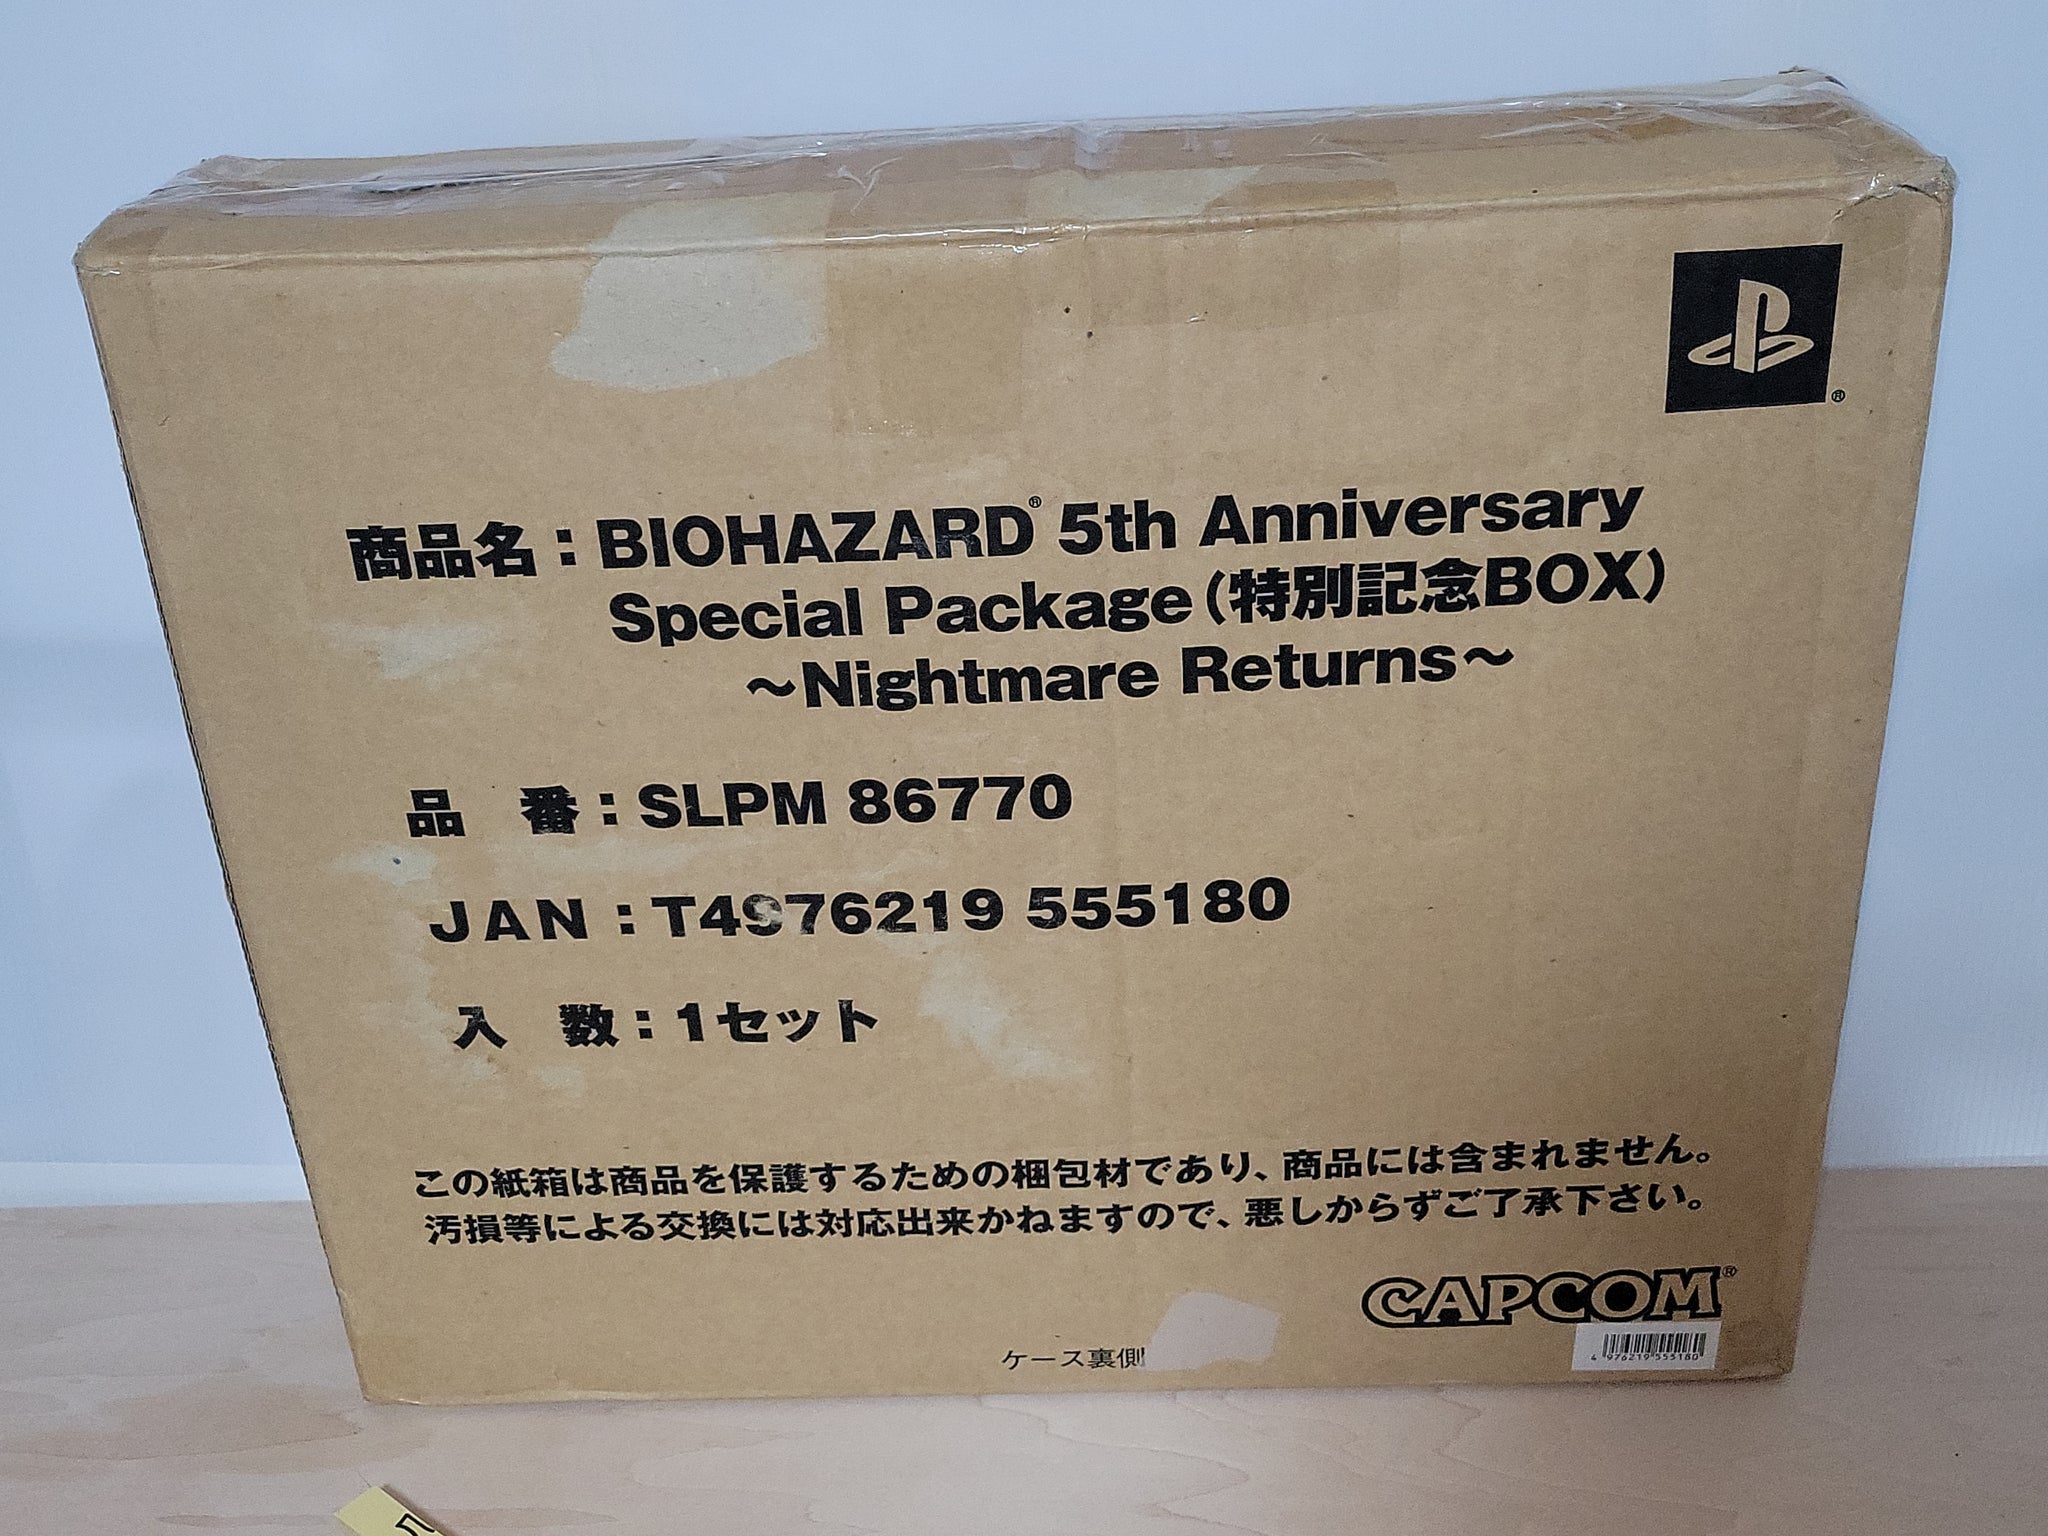 商品名：BIOHAZARD® 5th Anniversary
Special Package（特別記念BOX）
～Nightmare Returns～
品　番：SLPM 86770
JAN：T4976219 555180
入　数：1セット
この紙箱は商品を保護するための梱包材であり、商品には含まれません。
汚損等による交換には対応出来かねますので、悪しからずご了承下さい。
CAPCOM®
4 976219 555180
ケース裏側